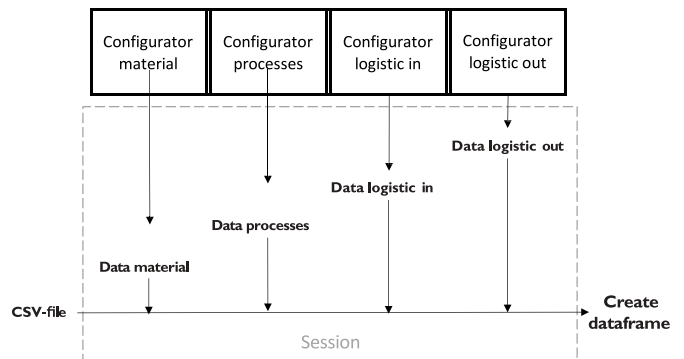 Configurator
material
Configurator
processes
Configurator
logistic in
Configurator
logistic out
Data logistic out
Data logistic in
Data processes
Data material
CSV-file
Create
dataframe
Session